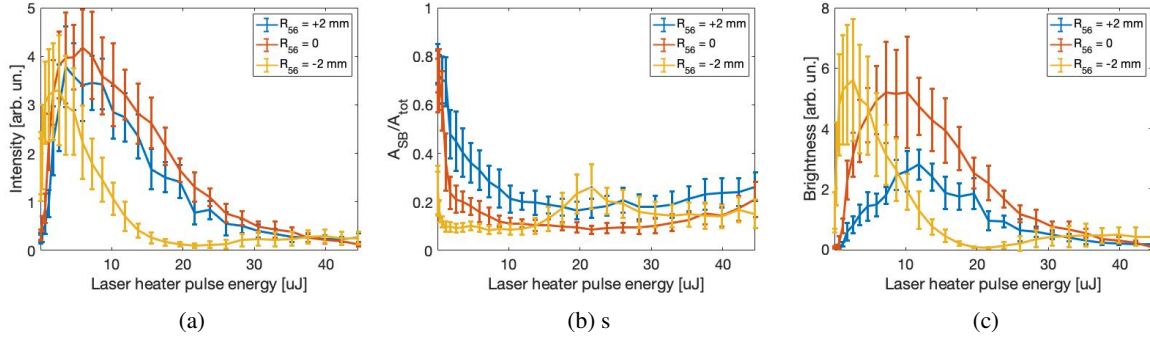 5
4
3
2
1
0
Intensity [arb. un.]
R56 = +2 mm
R56 = 0
R56 = -2 mm
10 20 30 40
Laser heater pulse energy [uJ]
(a)
1
0.8
0.6
0.4
0.2
0
ASB/Atot
R56 = +2 mm
R56 = 0
R56 = -2 mm
10 20 30 40
Laser heater pulse energy [uJ]
(b) s
8
6
4
2
0
Brightness [arb. un.]
R56 = +2 mm
R56 = 0
R56 = -2 mm
10 20 30 40
Laser heater pulse energy [uJ]
(c)